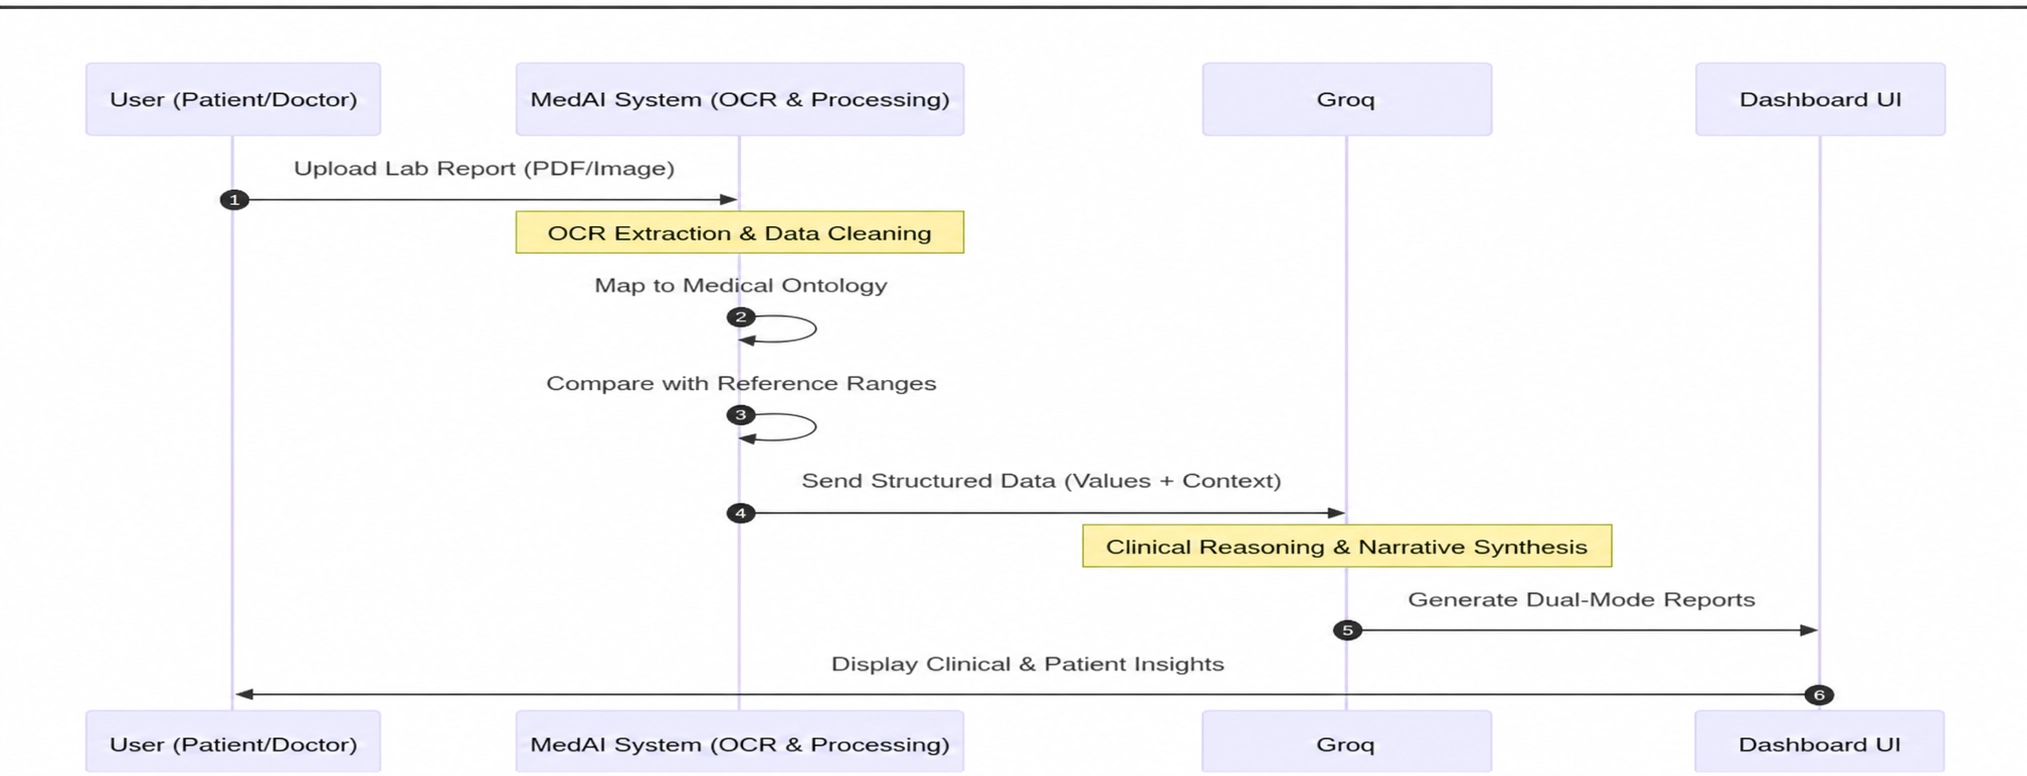 User (Patient/Doctor)
MedAI System (OCR & Processing)
Groq
Dashboard UI
Upload Lab Report (PDF/Image)
1
OCR Extraction & Data Cleaning
Map to Medical Ontology
2
Compare with Reference Ranges
3
Send Structured Data (Values + Context)
4
Clinical Reasoning & Narrative Synthesis
Generate Dual-Mode Reports
5
Display Clinical & Patient Insights
6
User (Patient/Doctor)
MedAI System (OCR & Processing)
Groq
Dashboard UI